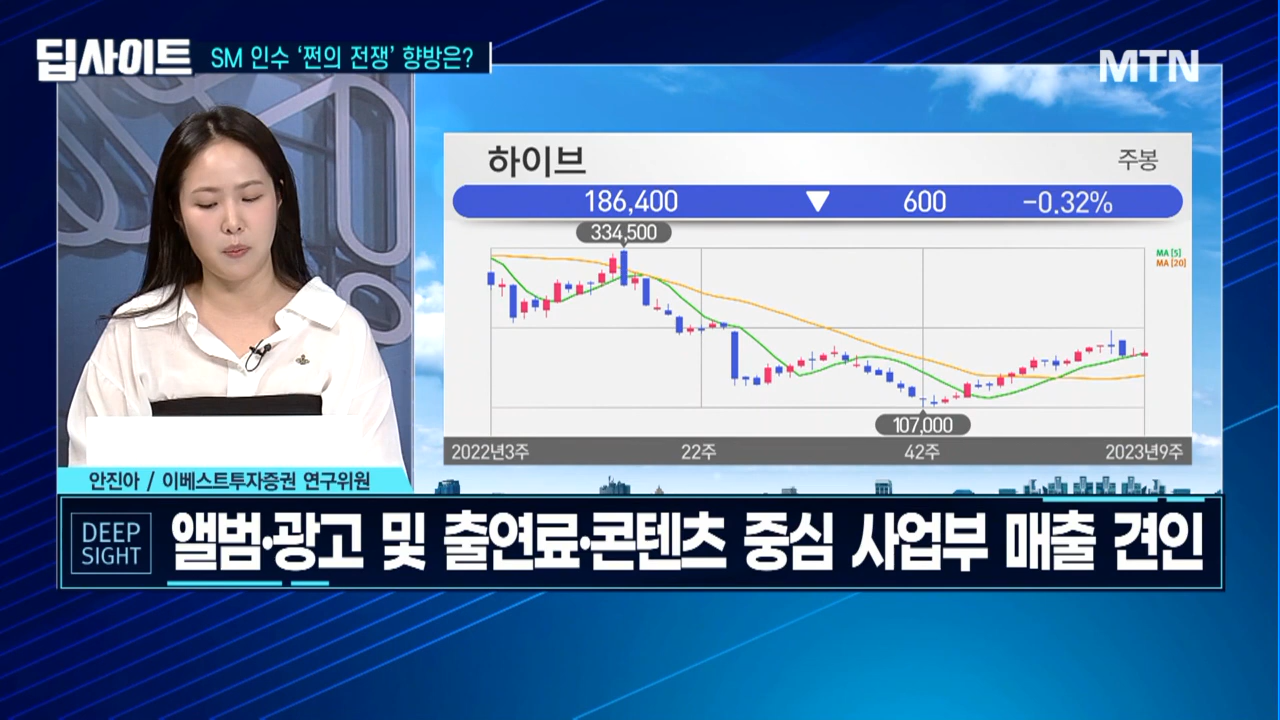 딥사이트
SM 인수 ‘쩐의 전쟁’ 향방은?
MTN
하이브
주봉
186,400 ▼ 600 -0.32%
334,500
MA [5]
MA [20]
107,000
2022년3주 22주 42주 2023년9주
안진아 / 이베스트투자증권 연구위원
DEEP
SIGHT
앨범·광고 및 출연료·콘텐츠 중심 사업부 매출 견인